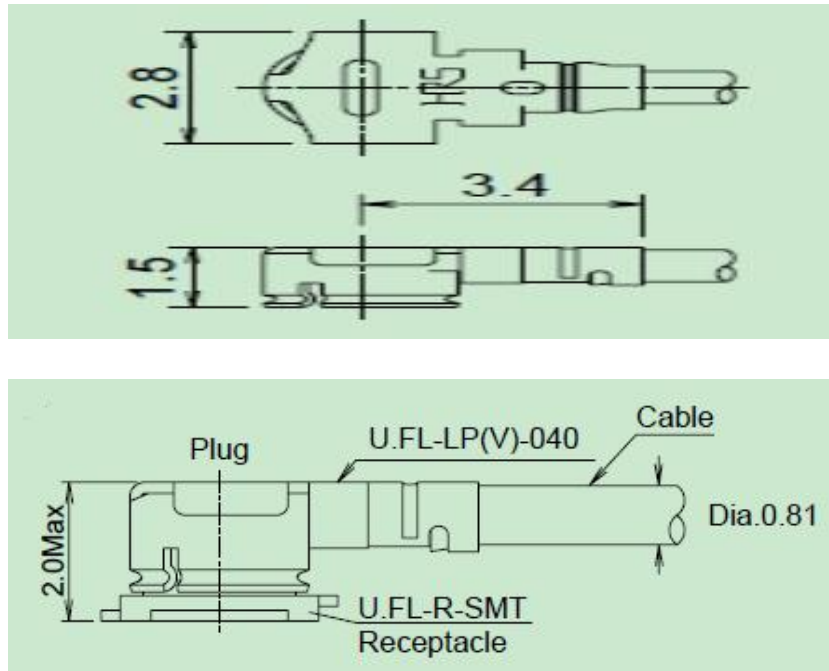 2.8
HRS
3.4
1.5
Cable
U.FL-LP(V)-040
Plug
Dia.0.81
2.0Max
U.FL-R-SMT
Receptacle